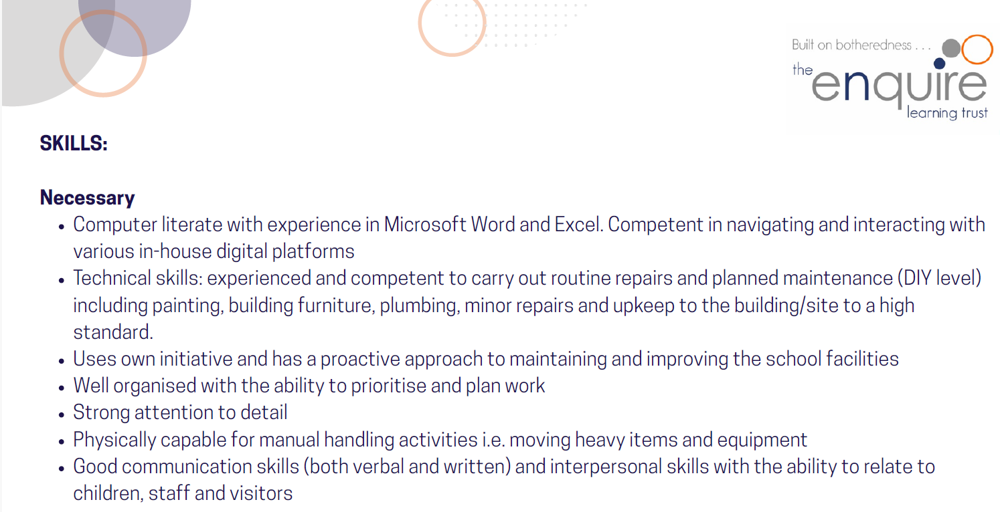 Built on botheredness . . .
the
enquire
learning trust
SKILLS:
Necessary
• Computer literate with experience in Microsoft Word and Excel. Competent in navigating and interacting with
various in-house digital platforms
• Technical skills: experienced and competent to carry out routine repairs and planned maintenance (DIY level)
including painting, building furniture, plumbing, minor repairs and upkeep to the building/site to a high
standard.
• Uses own initiative and has a proactive approach to maintaining and improving the school facilities
• Well organised with the ability to prioritise and plan work
• Strong attention to detail
• Physically capable for manual handling activities i.e. moving heavy items and equipment
• Good communication skills (both verbal and written) and interpersonal skills with the ability to relate to
children, staff and visitors